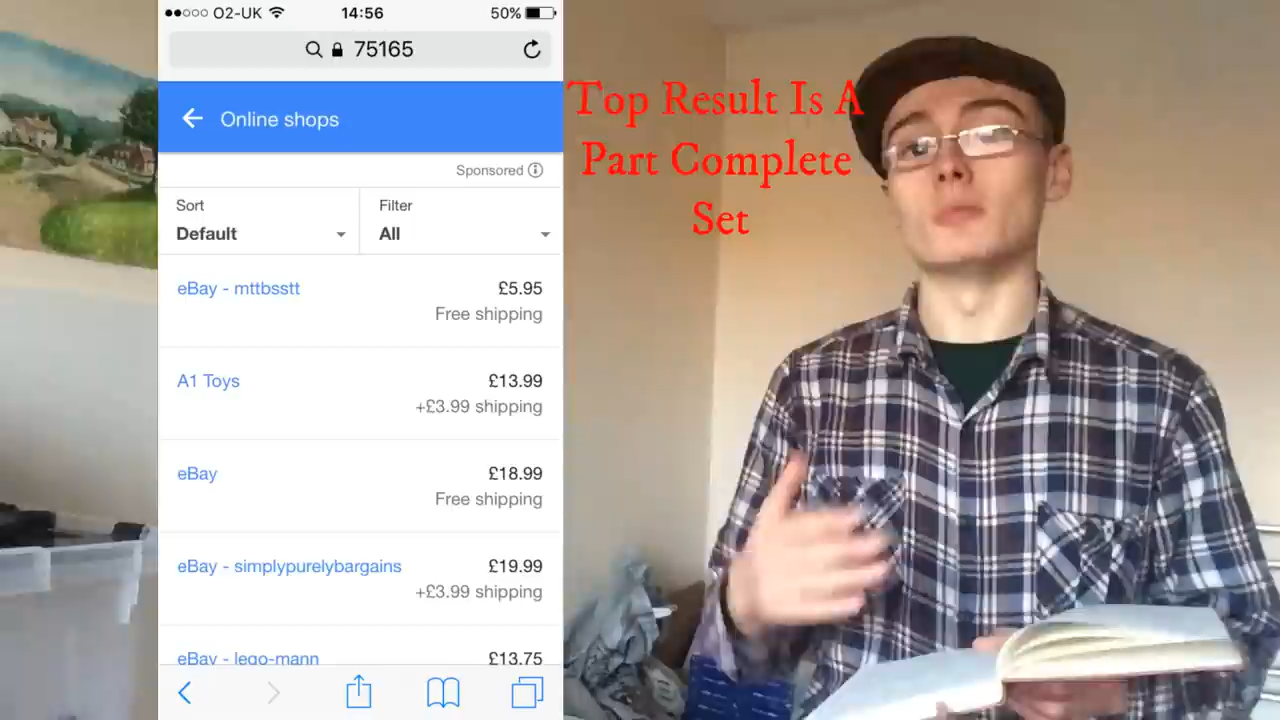 O2-UK 14:56 50%
75165
Online shops
Sponsored
Sort
Default
Filter
All
eBay - mttbsstt £5.95
Free shipping
A1 Toys £13.99
+£3.99 shipping
eBay £18.99
Free shipping
eBay - simplypurelybargains £19.99
+£3.99 shipping
eBay - lego-mann £13.75
Top Result Is A
Part Complete
Set